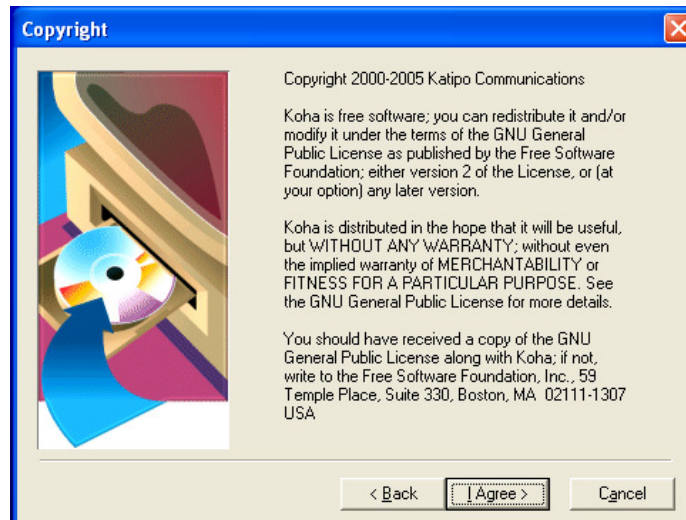 Copyright
Copyright 2000-2005 Katipo Communications
Koha is free software; you can redistribute it and/or
modify it under the terms of the GNU General
Public License as published by the Free Software
Foundation; either version 2 of the License, or (at
your option) any later version.
Koha is distributed in the hope that it will be useful,
but WITHOUT ANY WARRANTY; without even
the implied warranty of MERCHANTABILITY or
FITNESS FOR A PARTICULAR PURPOSE. See
the GNU General Public License for more details.
You should have received a copy of the GNU
General Public License along with Koha; if not,
write to the Free Software Foundation, Inc., 59
Temple Place, Suite 330, Boston, MA 02111-1307
USA
< Back
I Agree >
Cancel